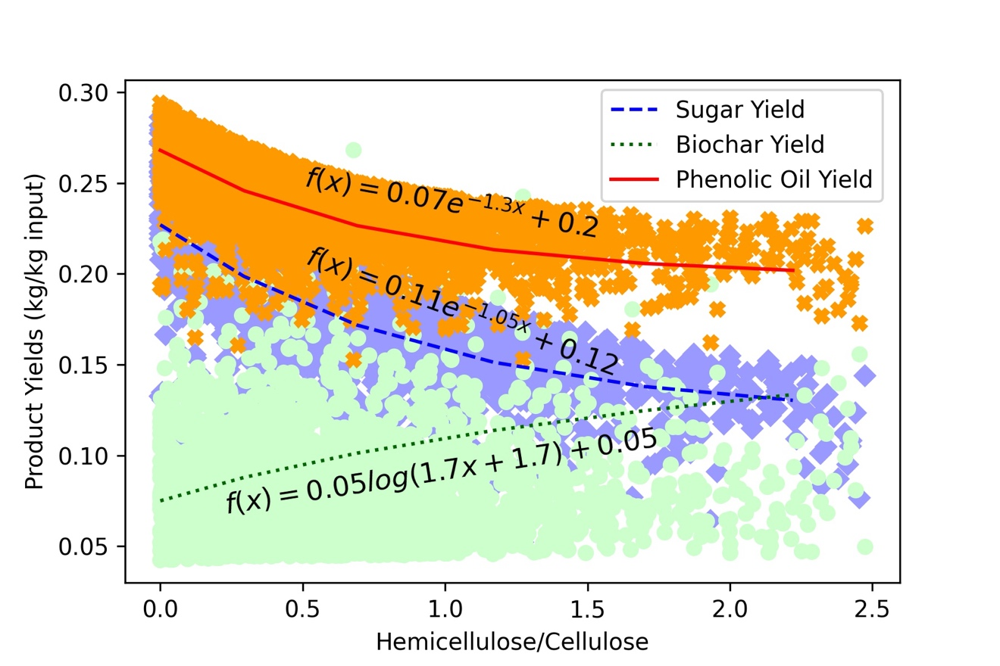 0.30
0.25
0.20
0.15
0.10
0.05
Product Yields (kg/kg input)
Sugar Yield
Biochar Yield
Phenolic Oil Yield
f(x) = 0.07e^{-1.3x} + 0.2
f(x) = 0.11e^{-1.05x} + 0.12
f(x) = 0.05log(1.7x + 1.7) + 0.05
0.0 0.5 1.0 1.5 2.0 2.5
Hemicellulose/Cellulose